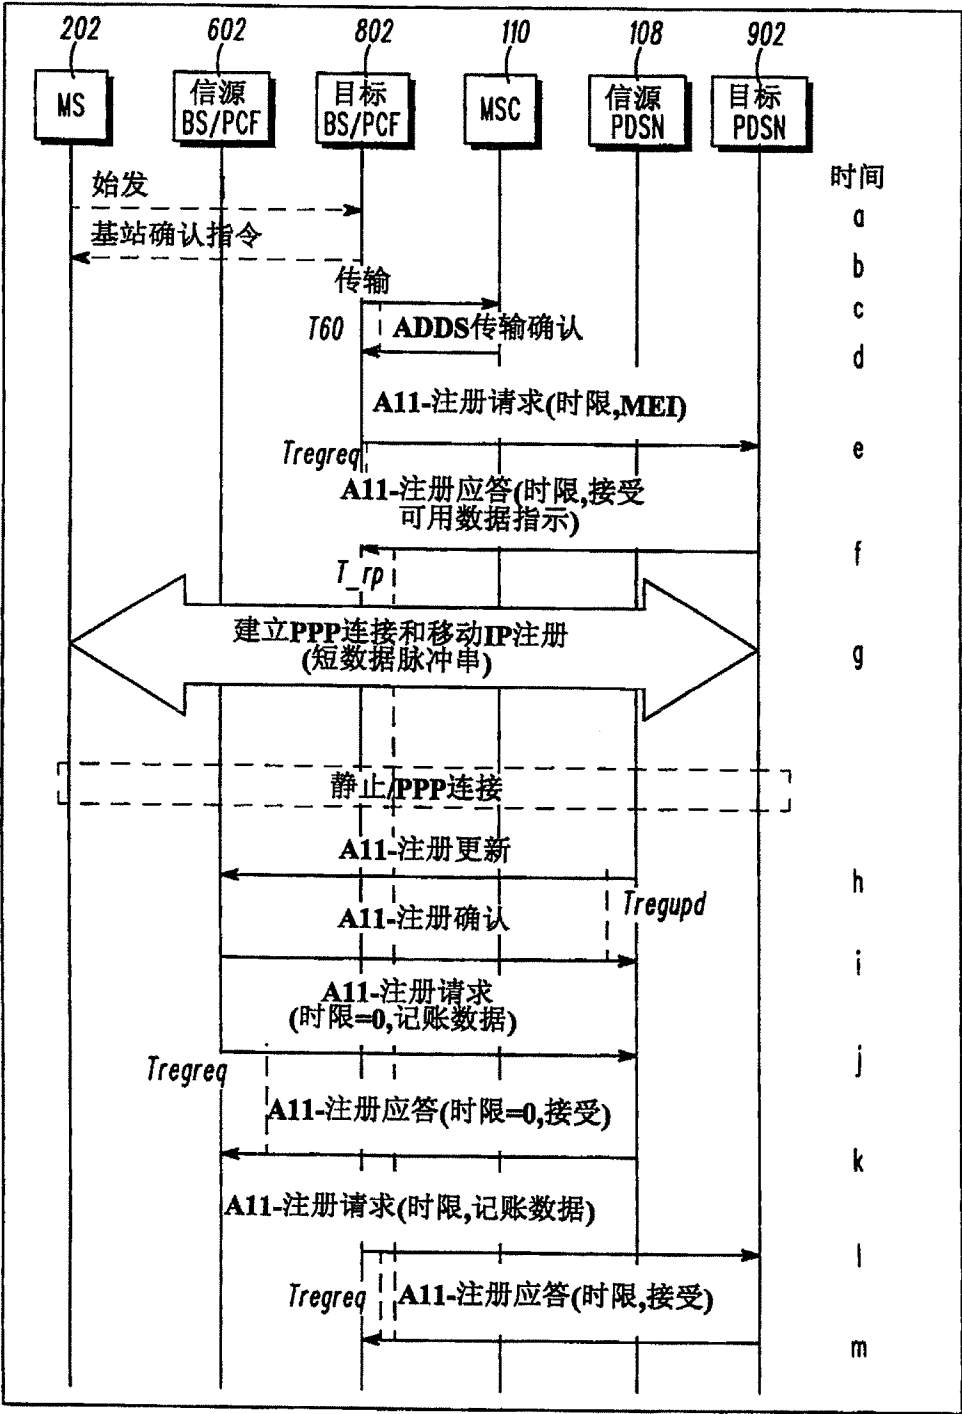 202 602 802 110 108 902
MS
信源
BS/PCF
目标
BS/PCF
MSC
信源
PDSN
目标
PDSN
时间
始发
a
基站确认指令
b
传输
c
T60
ADDS传输确认
d
A11-注册请求(时限,MEI)
e
Tregreq
A11-注册应答(时限,接受
可用数据指示)
f
T_rp
建立PPP连接和移动IP注册
(短数据脉冲串)
g
静止/PPP连接
A11-注册更新
h
Tregupd
A11-注册确认
i
A11-注册请求
(时限=0,记账数据)
j
Tregreq
A11-注册应答(时限=0,接受)
k
A11-注册请求(时限,记账数据)
l
Tregreq
A11-注册应答(时限,接受)
m